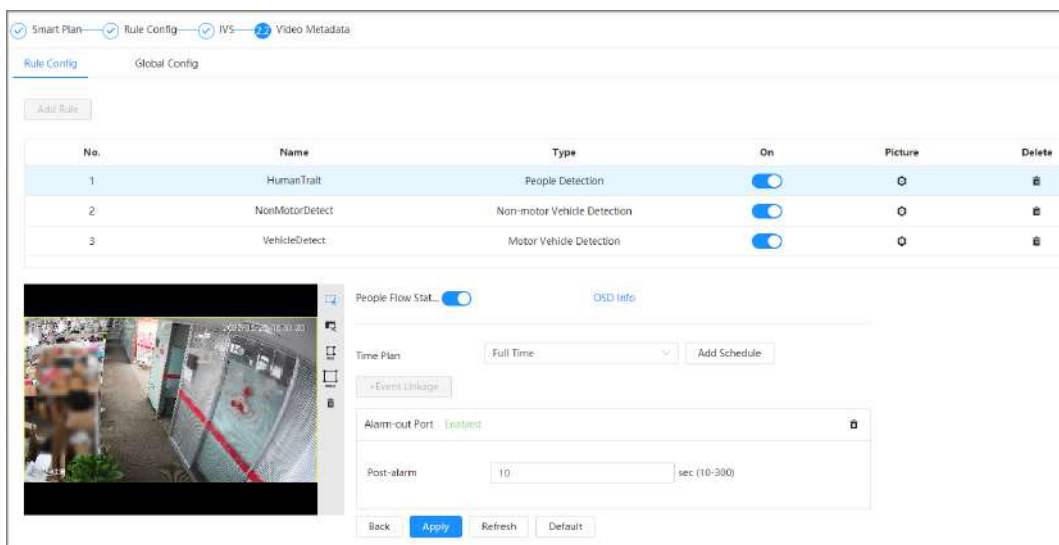 Smart Plan Rule Config IVS 2.2 Video Metadata
Rule Config Global Config
Add Rule
No. Name Type On Picture Delete
1 HumanTrait People Detection
2 NonMotorDetect Non-motor Vehicle Detection
3 VehicleDetect Motor Vehicle Detection
People Flow Stat... OSD Info
Time Plan Full Time Add Schedule
+Event Linkage
Alarm-out Port Enabled
Post-alarm 10 sec (10-300)
Back Apply Refresh Default